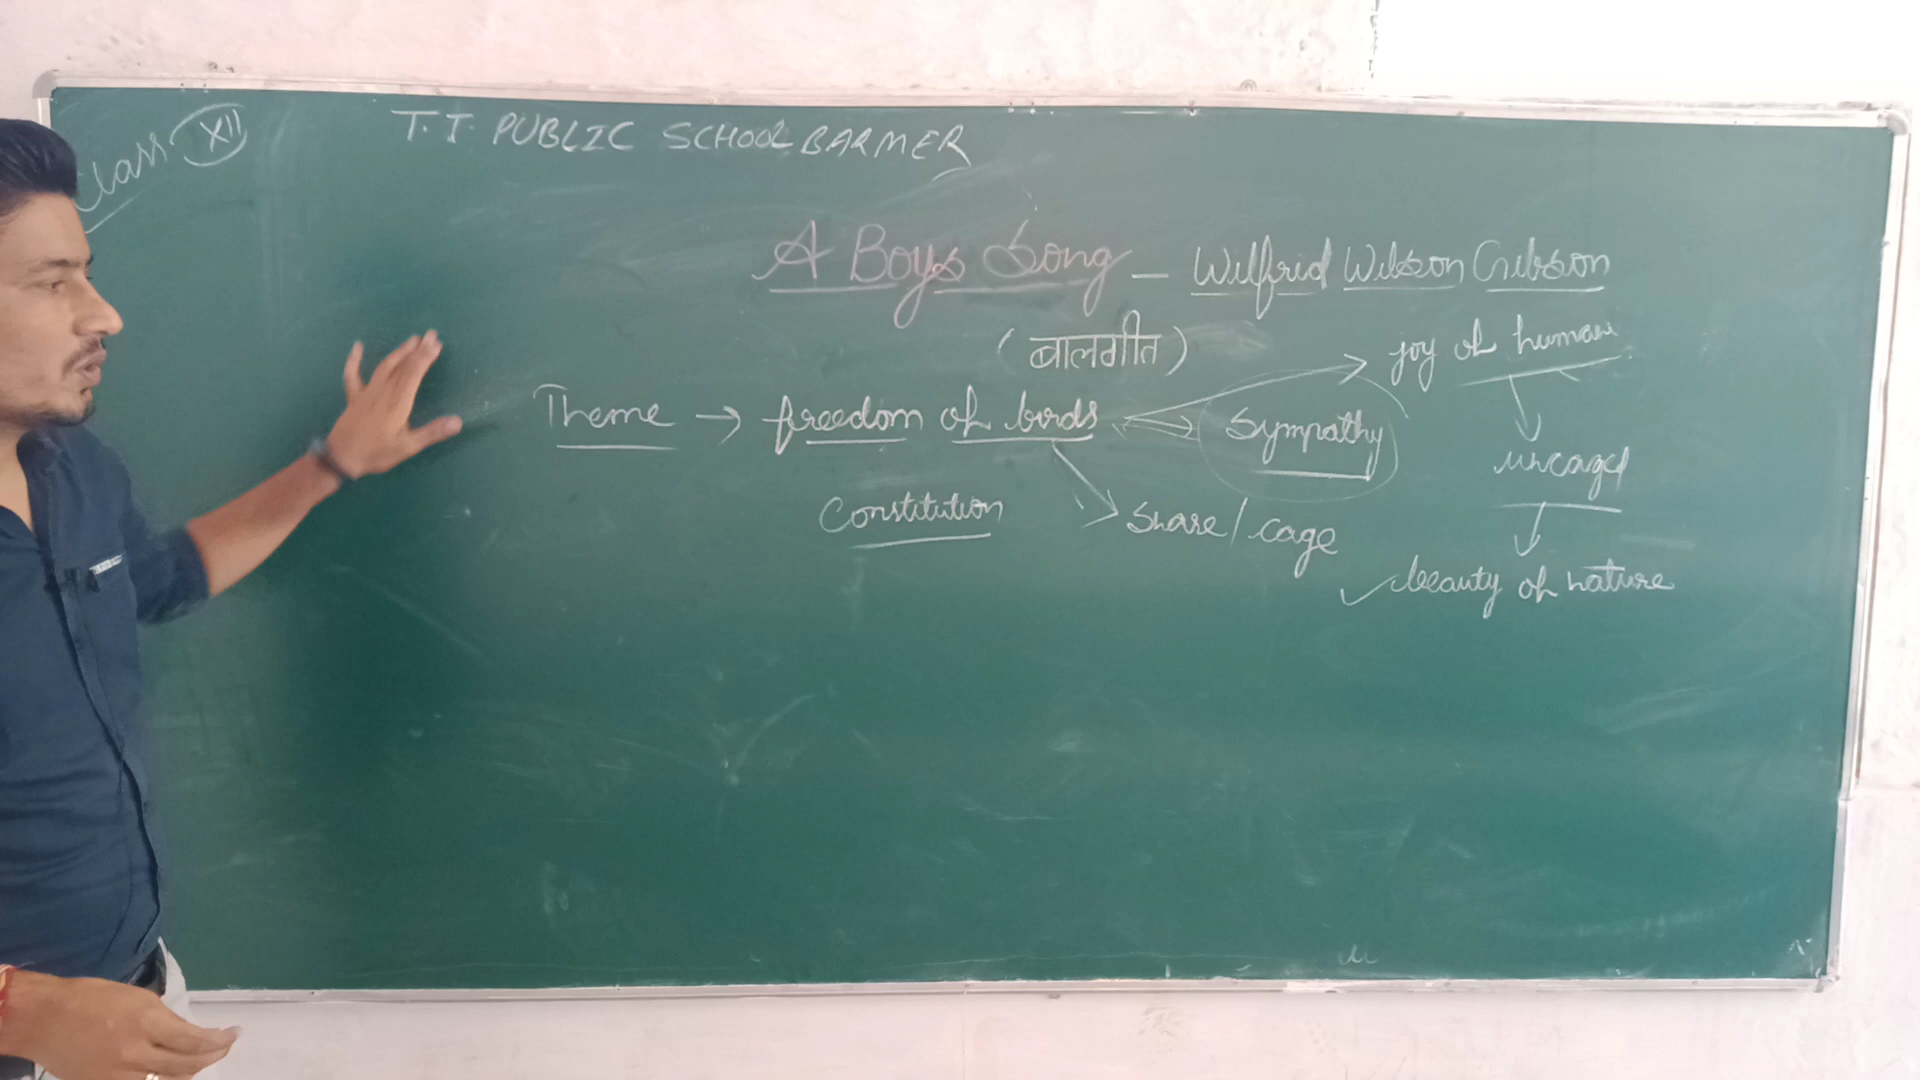 Class XII
T.T. PUBLIC SCHOOL BARMER
A Boys Song – Wilfrid Wilson Gibson
(बालगीत)
joy of human
Theme → freedom of birds
Sympathy
uncaged
Constitution
Snare / cage
beauty of nature